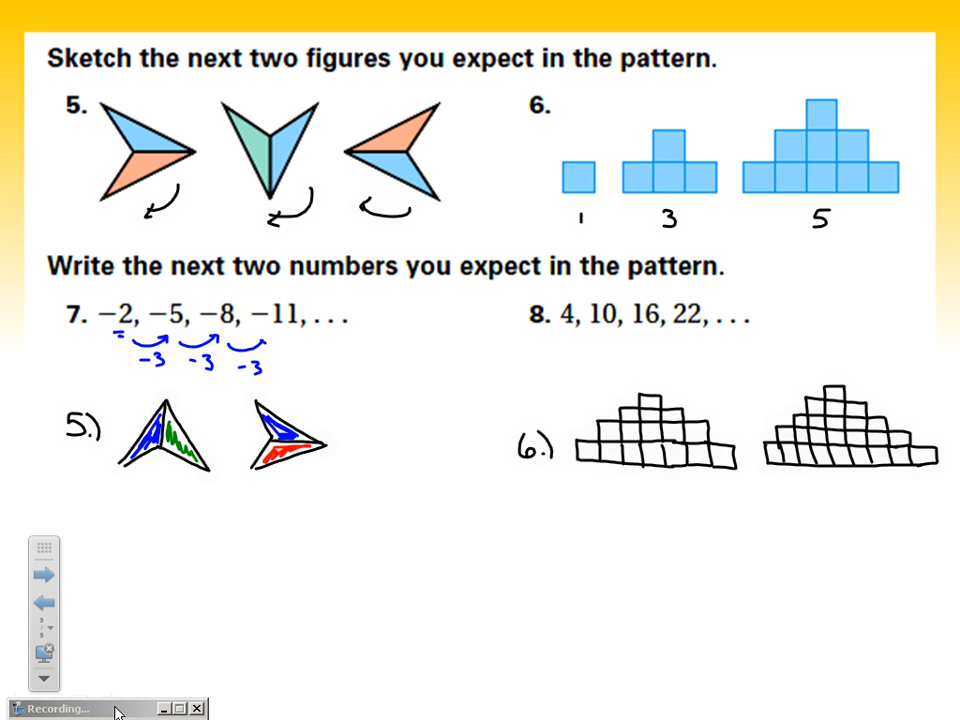 Sketch the next two figures you expect in the pattern.
5.
6.
1 3 5
Write the next two numbers you expect in the pattern.
7. −2, −5, −8, −11, . . .
8. 4, 10, 16, 22, . . .
-3 -3 -3
5.)
6.)
Recording...